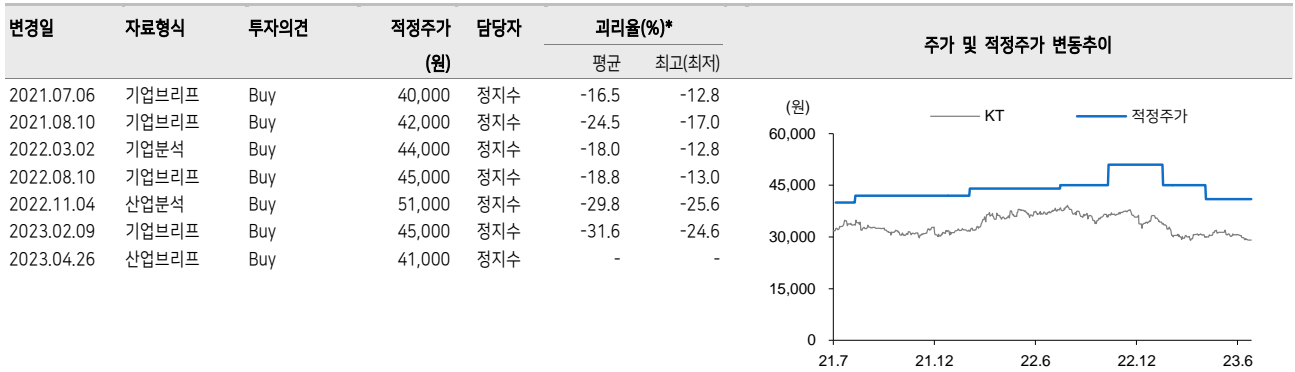 변경일 자료형식 투자의견 적정주가 담당자 괴리율(%)*
(원) 평균 최고(최저)
2021.07.06 기업브리프 Buy 40,000 정지수 -16.5 -12.8
2021.08.10 기업브리프 Buy 42,000 정지수 -24.5 -17.0
2022.03.02 기업분석 Buy 44,000 정지수 -18.0 -12.8
2022.08.10 기업브리프 Buy 45,000 정지수 -18.8 -13.0
2022.11.04 산업분석 Buy 51,000 정지수 -29.8 -25.6
2023.02.09 기업브리프 Buy 45,000 정지수 -31.6 -24.6
2023.04.26 산업브리프 Buy 41,000 정지수 - -
주가 및 적정주가 변동추이
(원)
KT 적정주가
60,000
45,000
30,000
15,000
0
21.7 21.12 22.6 22.12 23.6